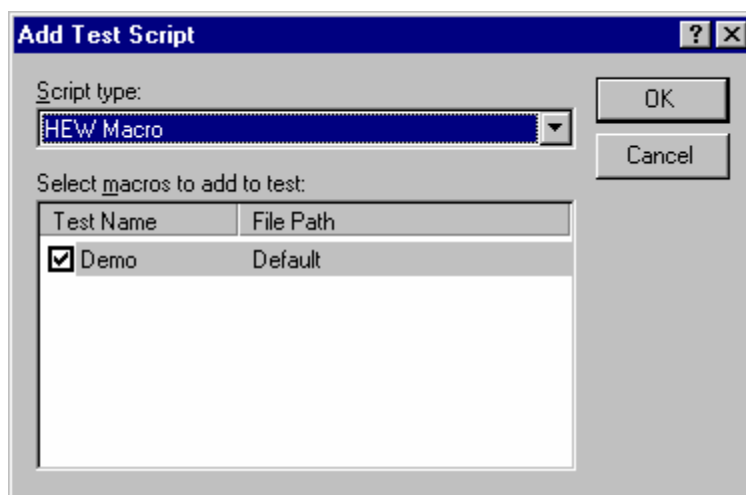 Add Test Script
Script type:
HEW Macro
OK
Cancel
Select macros to add to test:
Test Name File Path
Demo Default